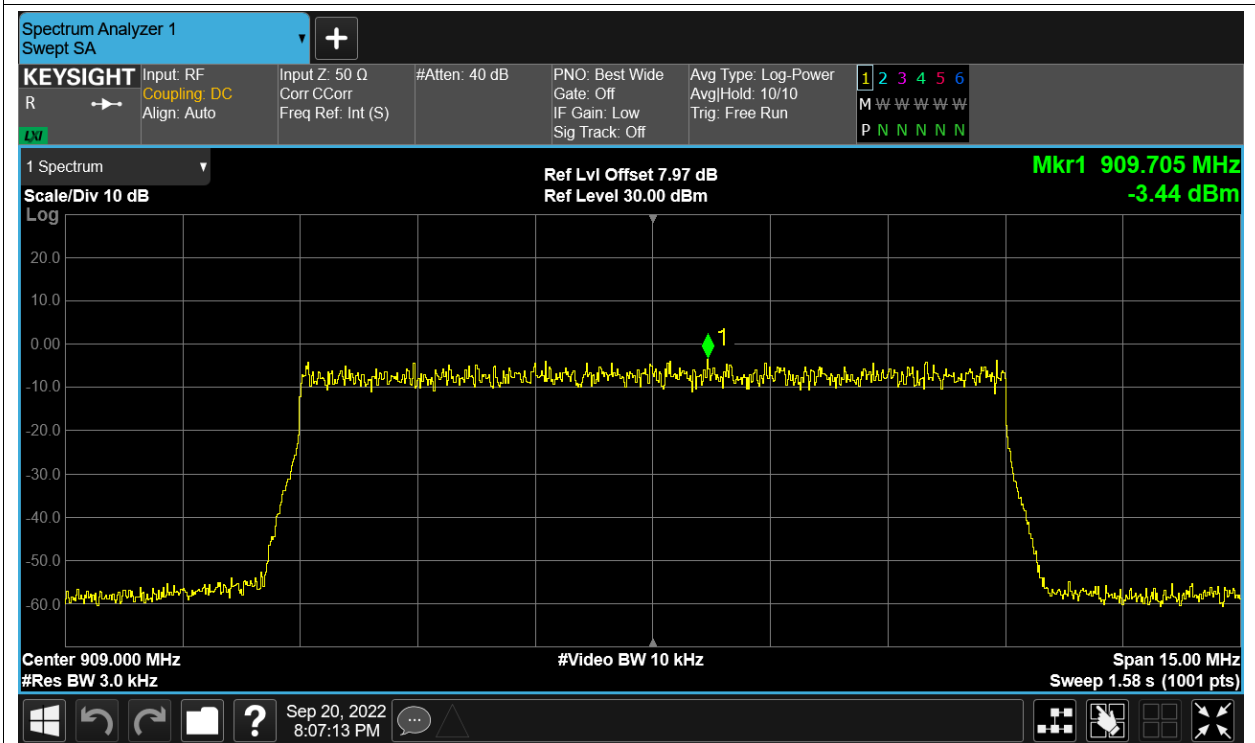 Spectrum Analyzer 1
Swept SA
KEYSIGHT
R
LXI
Input: RF
Coupling: DC
Align: Auto
Input Z: 50 Ω
Corr CCorr
Freq Ref: Int (S)
#Atten: 40 dB
PNO: Best Wide
Gate: Off
IF Gain: Low
Sig Track: Off
Avg Type: Log-Power
Avg|Hold: 10/10
Trig: Free Run
1 2 3 4 5 6
M W W W W W
P N N N N N
1 Spectrum
Scale/Div 10 dB
Log
Ref Lvl Offset 7.97 dB
Ref Level 30.00 dBm
Mkr1 909.705 MHz
-3.44 dBm
20.0
10.0
0.00
1
-10.0
-20.0
-30.0
-40.0
-50.0
-60.0
Center 909.000 MHz
#Res BW 3.0 kHz
#Video BW 10 kHz
Span 15.00 MHz
Sweep 1.58 s (1001 pts)
?
Sep 20, 2022
8:07:13 PM